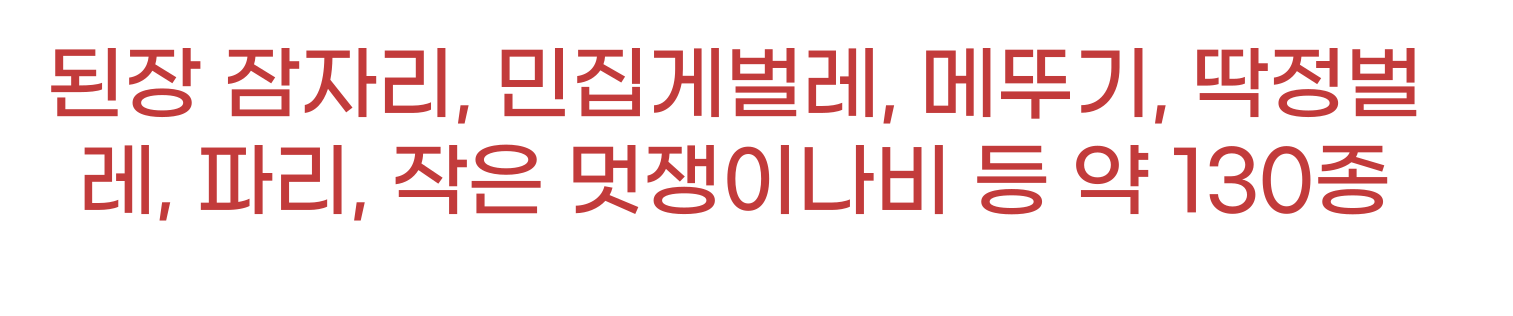 된장 잠자리, 민집게벌레, 메뚜기, 딱정벌
레, 파리, 작은 멋쟁이나비 등 약 130종